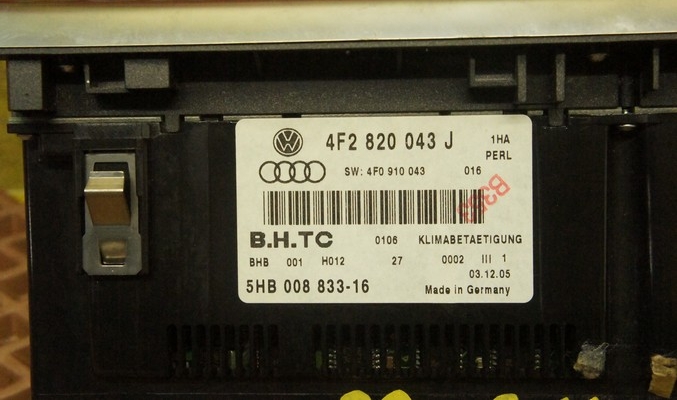 4F2 820 043 J 1HA
PERL
SW: 4F0 910 043 016
B353
B.H.TC 0106 KLIMABETAETIGUNG
BHB 001 H012 27 0002 III 1
03.12.05
5HB 008 833-16 Made in Germany